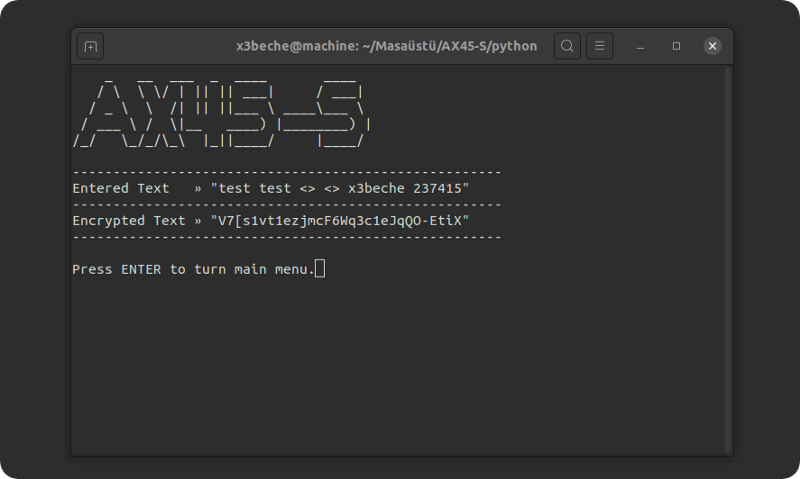 x3beche@machine: ~/Masaüstü/AX45-S/python
AX45-S
--------------------------------------------------
Entered Text   » "test test <> <> x3beche 237415"
--------------------------------------------------
Encrypted Text » "V7[s1vt1ezjmcF6Wq3c1eJqQO-EtiX"
--------------------------------------------------
Press ENTER to turn main menu.